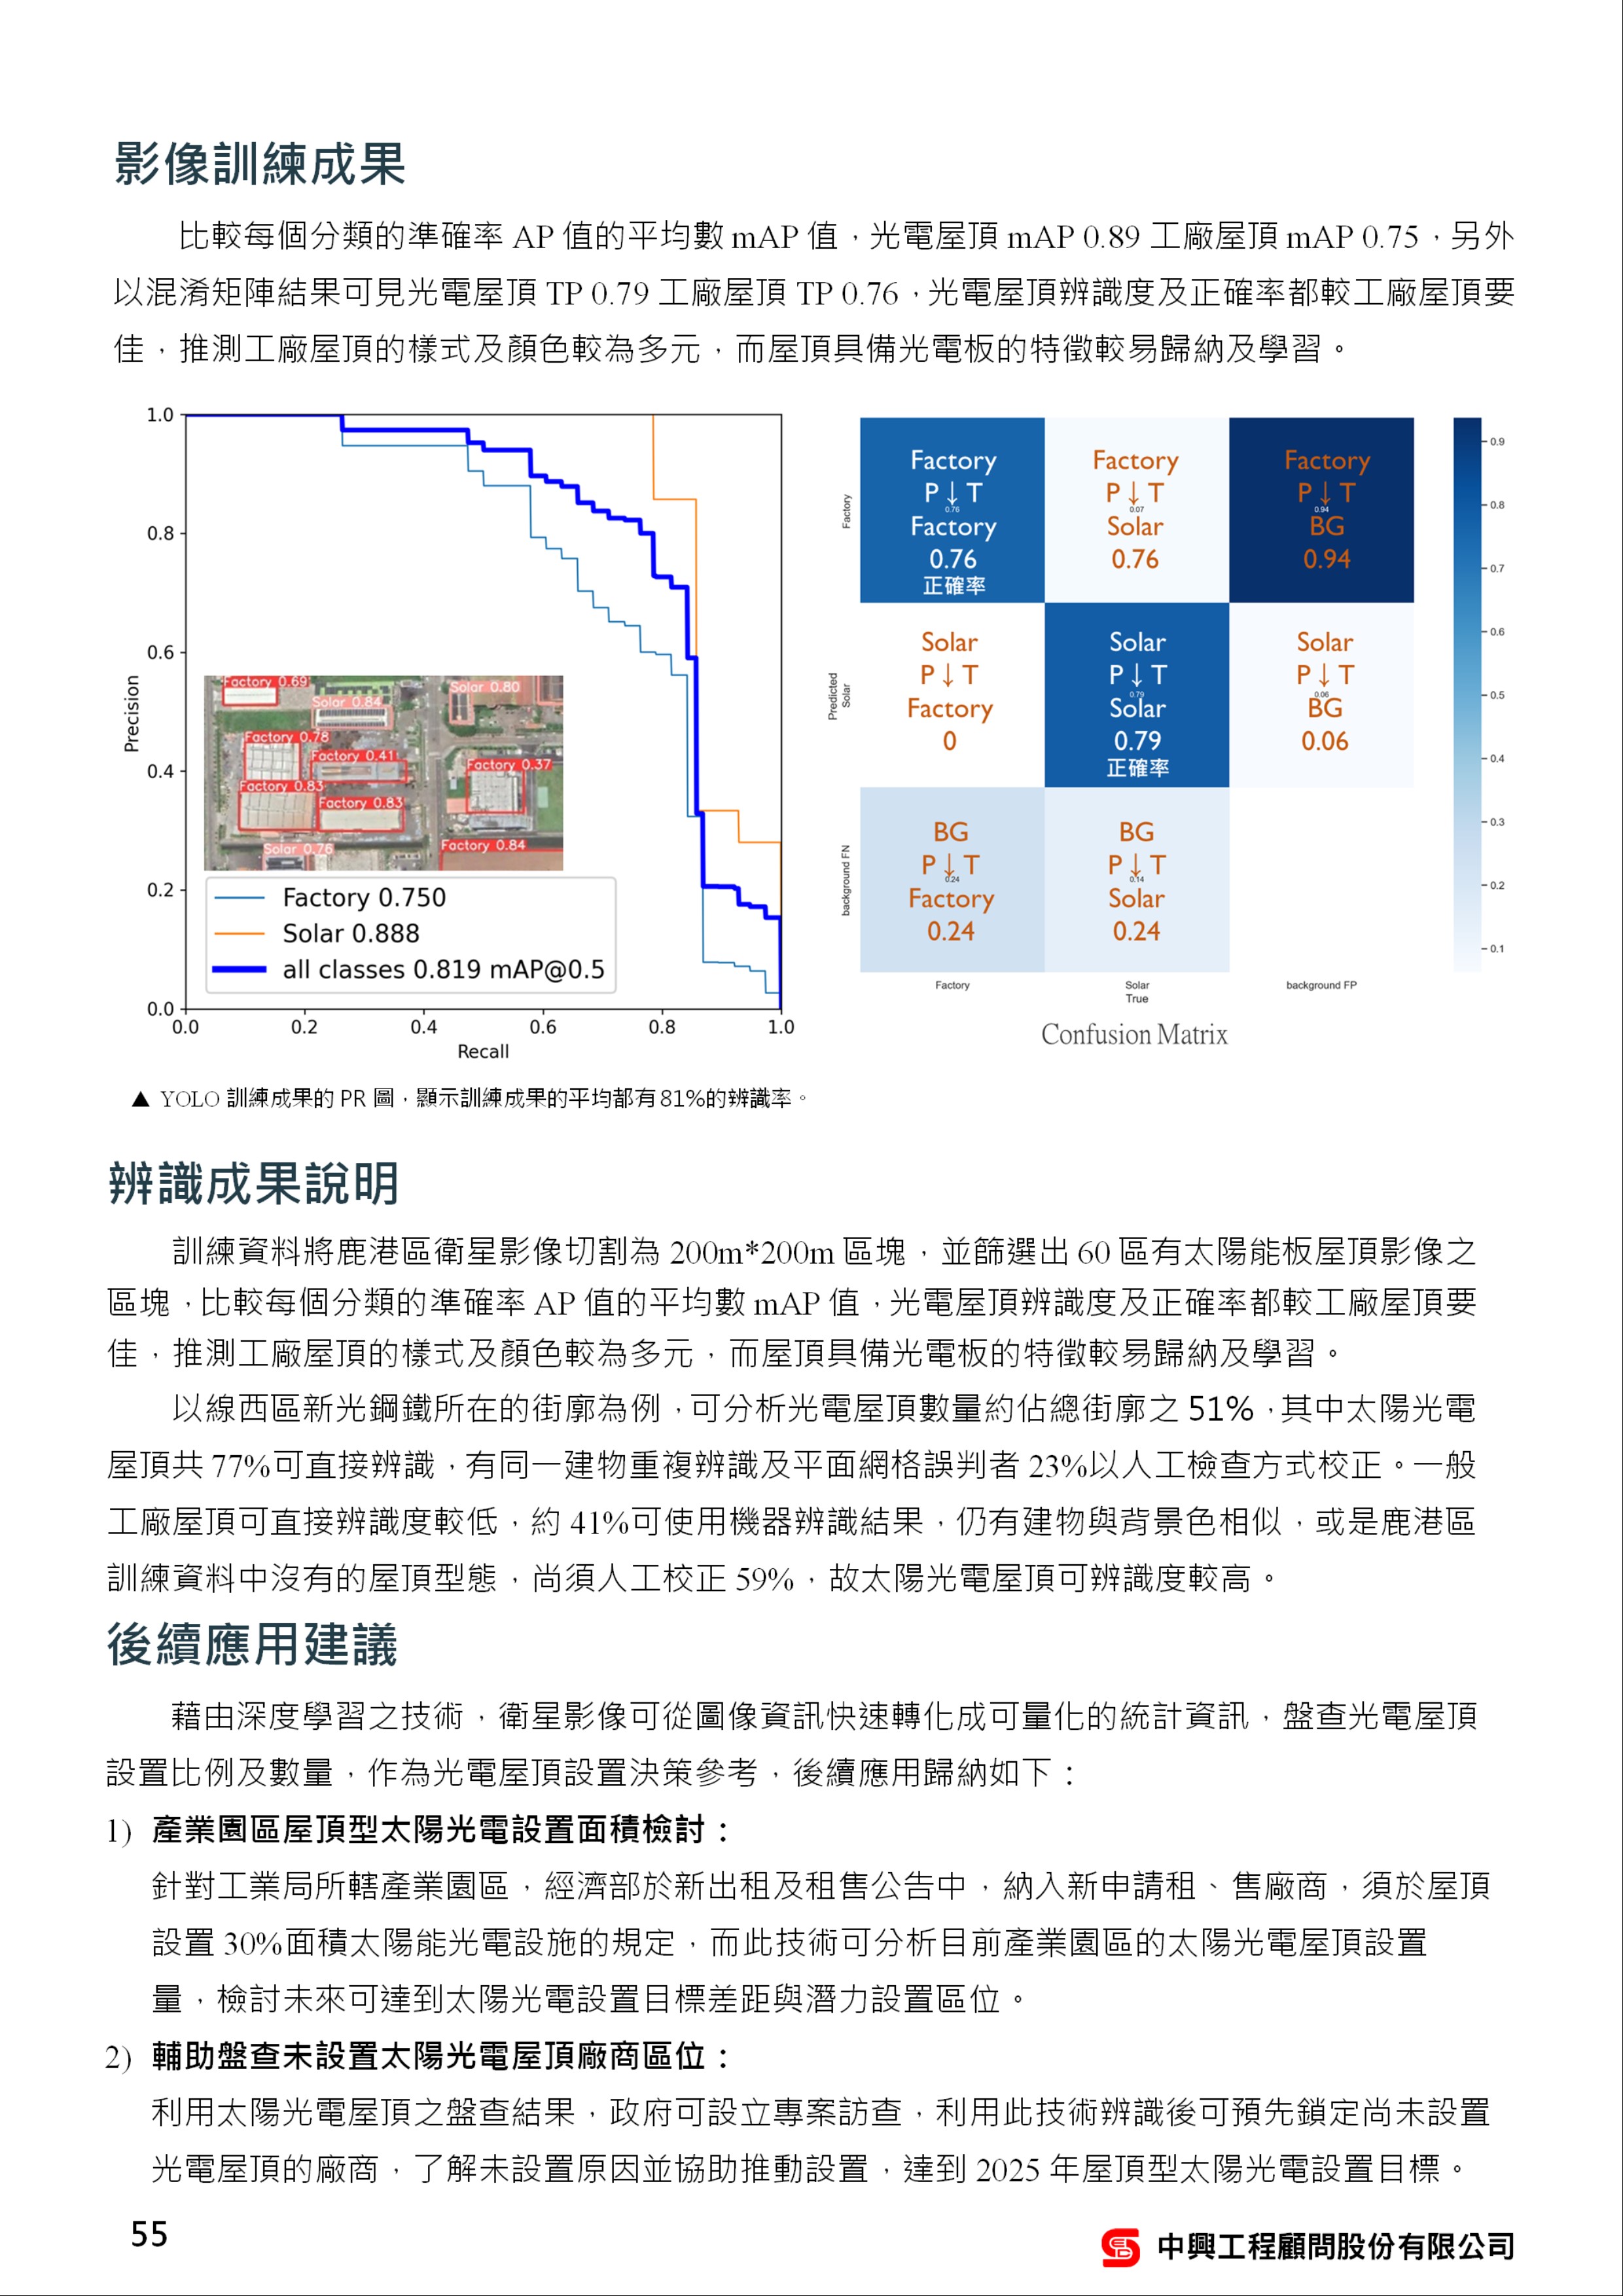 影像訓練成果
比較每個分類的準確率 AP 值的平均數 mAP 值，光電屋頂 mAP 0.89 工廠屋頂 mAP 0.75，另外
以混淆矩陣結果可見光電屋頂 TP 0.79 工廠屋頂 TP 0.76，光電屋頂辨識度及正確率都較工廠屋頂要
佳，推測工廠屋頂的樣式及顏色較為多元，而屋頂具備光電板的特徵較易歸納及學習。
1.0
0.8
0.6
0.4
0.2
0.0
Precision
Factory 0.69
Solar 0.84
Solar 0.80
Factory 0.78
Factory 0.41
Factory 0.37
Factory 0.83
Factory 0.83
Solar 0.76
Factory 0.84
Factory 0.750
Solar 0.888
all classes 0.819 mAP@0.5
0.0 0.2 0.4 0.6 0.8 1.0
Recall
Factory
Factory
P↓T
0.76
Factory
0.76
正確率
Factory
P↓T
0.07
Solar
0.76
Factory
P↓T
0.94
BG
0.94
Predicted
Solar
Solar
P↓T
Factory
0
Solar
P↓T
0.79
Solar
0.79
正確率
Solar
P↓T
0.06
BG
0.06
background FN
BG
P↓T
0.24
Factory
0.24
BG
P↓T
0.14
Solar
0.24
Factory
Solar
True
background FP
0.9
0.8
0.7
0.6
0.5
0.4
0.3
0.2
0.1
Confusion Matrix
▲ YOLO 訓練成果的 PR 圖，顯示訓練成果的平均都有 81%的辨識率。
辨識成果說明
訓練資料將鹿港區衛星影像切割為 200m*200m 區塊，並篩選出 60 區有太陽能板屋頂影像之
區塊，比較每個分類的準確率 AP 值的平均數 mAP 值，光電屋頂辨識度及正確率都較工廠屋頂要
佳，推測工廠屋頂的樣式及顏色較為多元，而屋頂具備光電板的特徵較易歸納及學習。
以線西區新光鋼鐵所在的街廓為例，可分析光電屋頂數量約佔總街廓之 51%，其中太陽光電
屋頂共 77%可直接辨識，有同一建物重複辨識及平面網格誤判者 23%以人工檢查方式校正。一般
工廠屋頂可直接辨識度較低，約 41%可使用機器辨識結果，仍有建物與背景色相似，或是鹿港區
訓練資料中沒有的屋頂型態，尚須人工校正 59%，故太陽光電屋頂可辨識度較高。
後續應用建議
藉由深度學習之技術，衛星影像可從圖像資訊快速轉化成可量化的統計資訊，盤查光電屋頂
設置比例及數量，作為光電屋頂設置決策參考，後續應用歸納如下：
1) 產業園區屋頂型太陽光電設置面積檢討：
針對工業局所轄產業園區，經濟部於新出租及租售公告中，納入新申請租、售廠商，須於屋頂
設置 30%面積太陽能光電設施的規定，而此技術可分析目前產業園區的太陽光電屋頂設置
量，檢討未來可達到太陽光電設置目標差距與潛力設置區位。
2) 輔助盤查未設置太陽光電屋頂廠商區位：
利用太陽光電屋頂之盤查結果，政府可設立專案訪查，利用此技術辨識後可預先鎖定尚未設置
光電屋頂的廠商，了解未設置原因並協助推動設置，達到 2025 年屋頂型太陽光電設置目標。
55
中興工程顧問股份有限公司